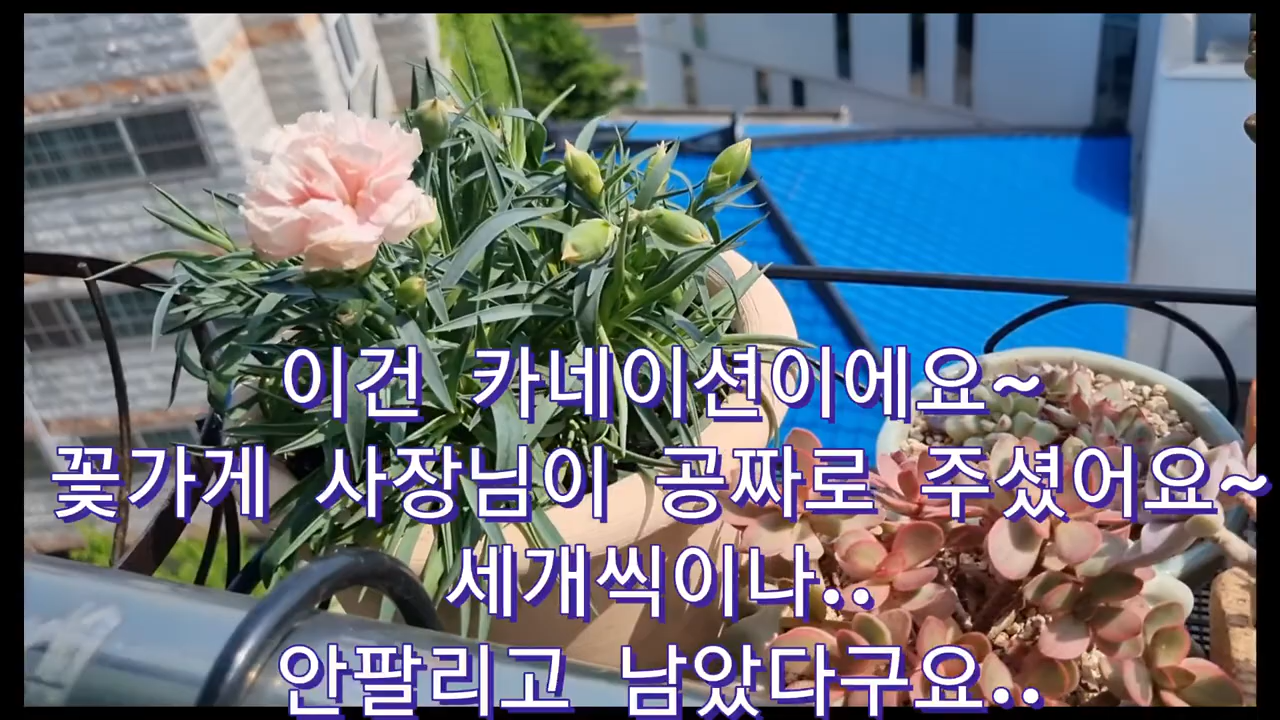 이건 카네이션이에요~
꽃가게 사장님이 공짜로 주셨어요~
세개씩이나..
안팔리고 남았다구요..